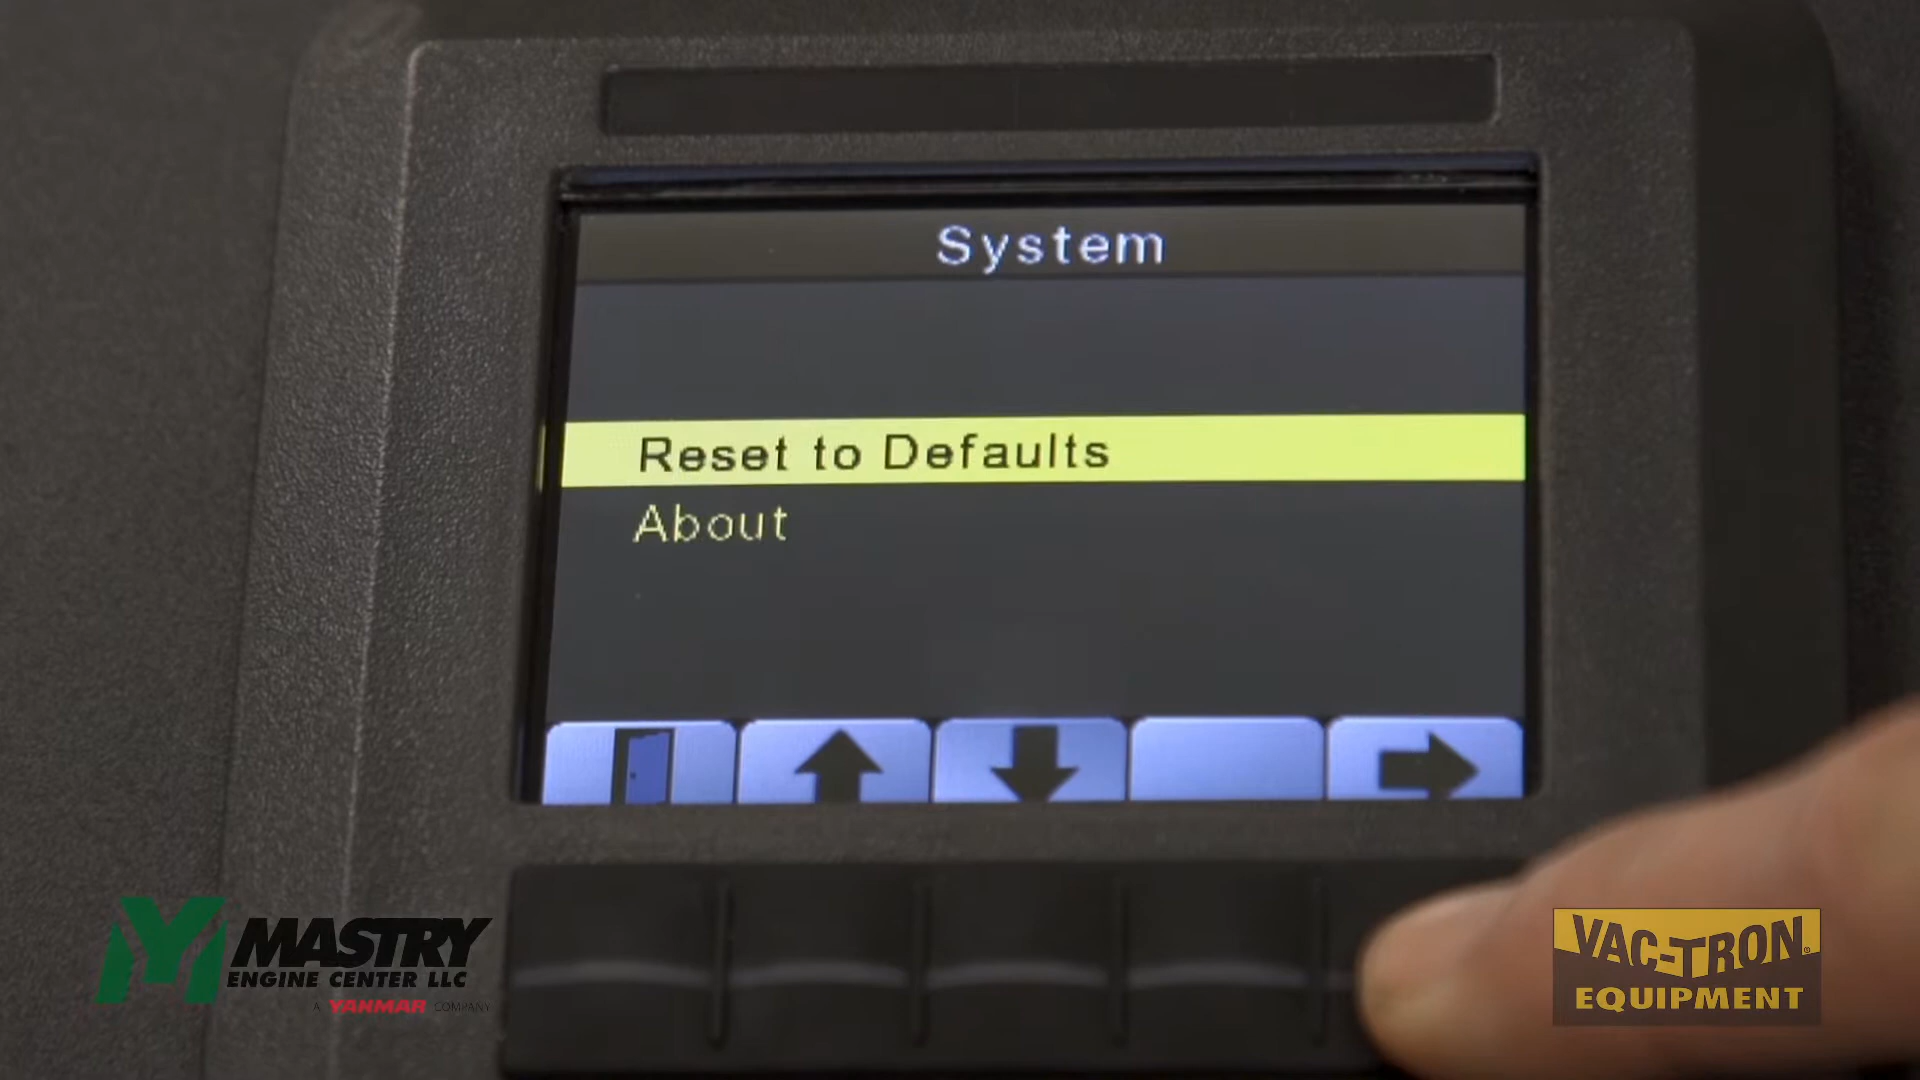 System
Reset to Defaults
About
MASTRY
ENGINE CENTER LLC
A YANMAR COMPANY
VAC-TRON®
EQUIPMENT